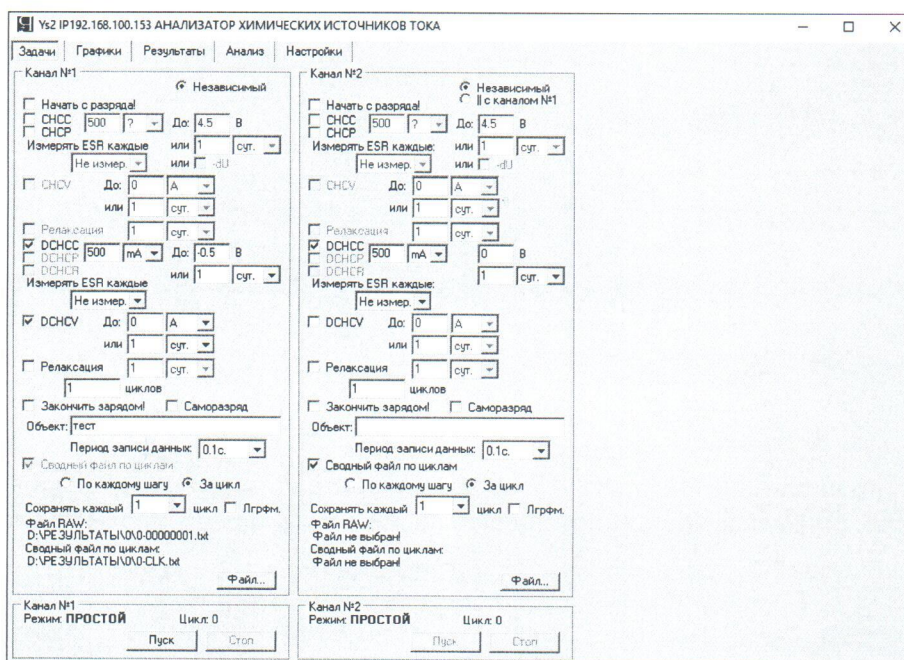 Ys2 IP192.168.100.153 АНАЛИЗАТОР ХИМИЧЕСКИХ ИСТОЧНИКОВ ТОКА
Задачи Графики Результаты Анализ Настройки
Канал №1
Независимый
Начать с разряда!
CHCC 500 ? До: 4.5 В
CHCP
или 1 сут.
Измерять ESR каждые
Не измер. или -dU
CHCV До: 0 А
или 1 сут.
Релаксация 1 сут.
DCHCC 500 mA До: -0.5 В
DCHCP
DCHCR или 1 сут.
Измерять ESR каждые
Не измер.
DCHCV До: 0 А
или 1 сут.
Релаксация 1 сут.
1 циклов
Закончить зарядом! Саморазряд
Объект: тест
Период записи данных: 0.1с.
Сводный файл по циклам
По каждому шагу За цикл
Сохранять каждый 1 цикл Лгрфм.
Файл RAW:
D:\РЕЗУЛЬТАТЫ\0\0-00000001.txt
Сводный файл по циклам:
D:\РЕЗУЛЬТАТЫ\0\0-CLK.txt
Файл...
Канал №1
Режим: ПРОСТОЙ Цикл: 0
Пуск Стоп
Канал №2
Независимый
|| с каналом №1
Начать с разряда!
CHCC 500 ? До: 4.5 В
CHCP
или 1 сут.
Измерять ESR каждые:
Не измер. или -dU
CHCV До: 0 А
или 1 сут.
Релаксация 1 сут.
DCHCC 500 mA 0 В
DCHCP
DCHCR 1 сут.
Измерять ESR каждые:
Не измер.
DCHCV До: 0 А
или 1 сут.
Релаксация 1 сут.
1 циклов
Закончить зарядом! Саморазряд
Объект:
Период записи данных: 0.1с.
Сводный файл по циклам
По каждому шагу За цикл
Сохранять каждый 1 цикл Лгрфм.
Файл RAW:
Файл не выбран!
Сводный файл по циклам:
Файл не выбран!
Файл...
Канал №2
Режим: ПРОСТОЙ Цикл: 0
Пуск Стоп